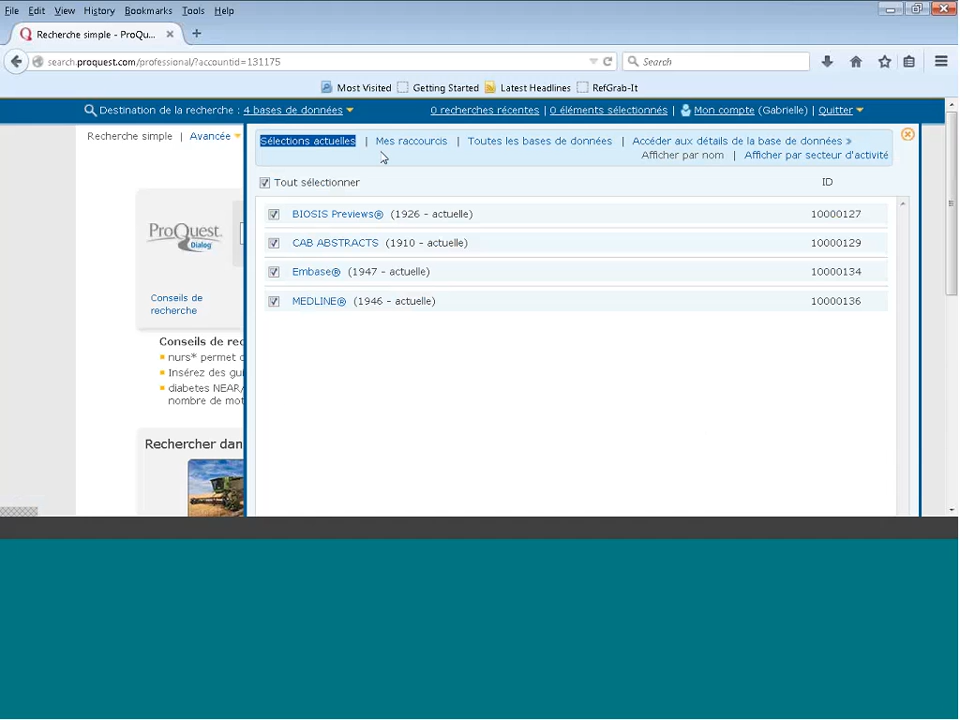 File Edit View History Bookmarks Tools Help
Recherche simple - ProQu...
search.proquest.com/professional/?accountid=131175
Search
Most Visited Getting Started Latest Headlines RefGrab-It
Destination de la recherche : 4 bases de données 0 recherches récentes | 0 éléments sélectionnés | Mon compte (Gabrielle) | Quitter
Recherche simple | Avancée
Sélections actuelles | Mes raccourcis | Toutes les bases de données | Accéder aux détails de la base de données »
Afficher par nom | Afficher par secteur d'activité
Tout sélectionner ID
BIOSIS Previews® (1926 - actuelle) 10000127
CAB ABSTRACTS (1910 - actuelle) 10000129
Embase® (1947 - actuelle) 10000134
MEDLINE® (1946 - actuelle) 10000136
ProQuest
Dialog
Conseils de
recherche
Conseils de rec
nurs* permet d
Insérez des gui
diabetes NEAR/
nombre de mot
Rechercher dan